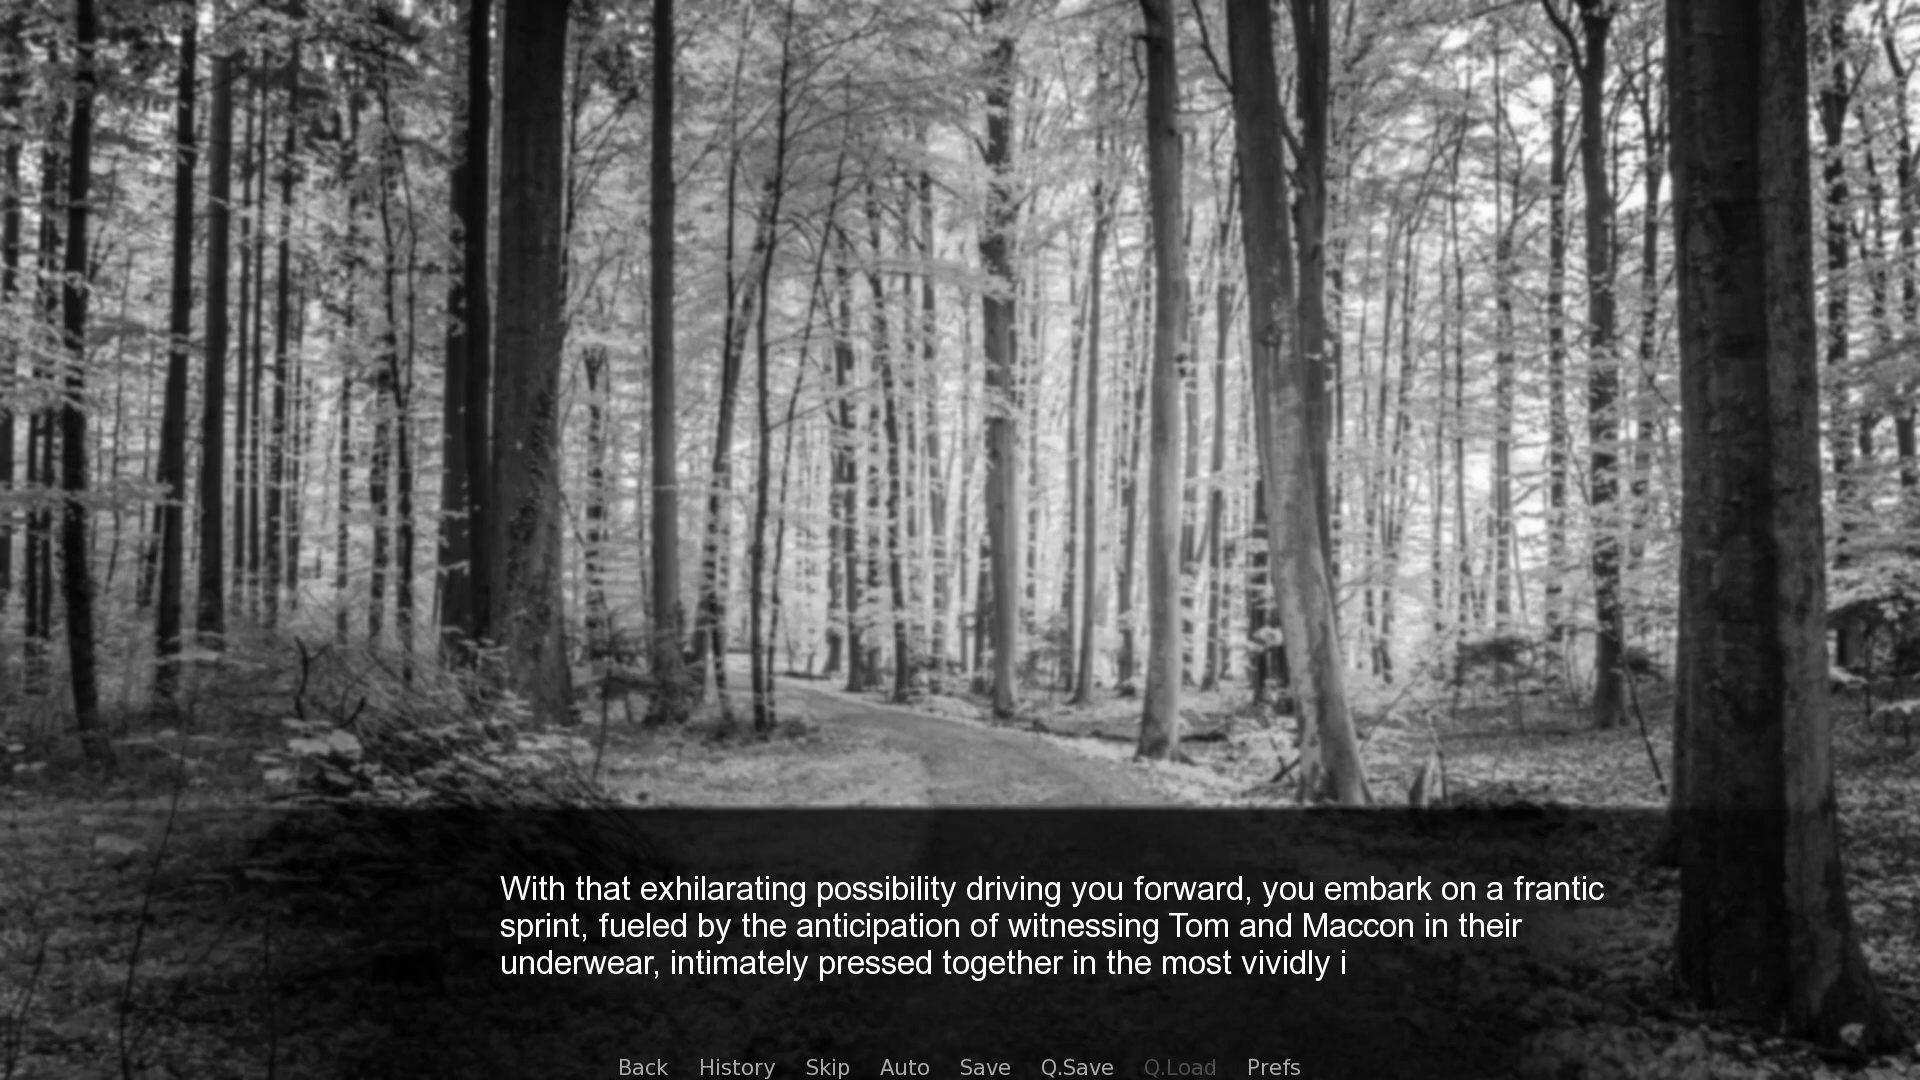 With that exhilarating possibility driving you forward, you embark on a frantic
sprint, fueled by the anticipation of witnessing Tom and Maccon in their
underwear, intimately pressed together in the most vividly i
Back History Skip Auto Save Q.Save Q.Load Prefs